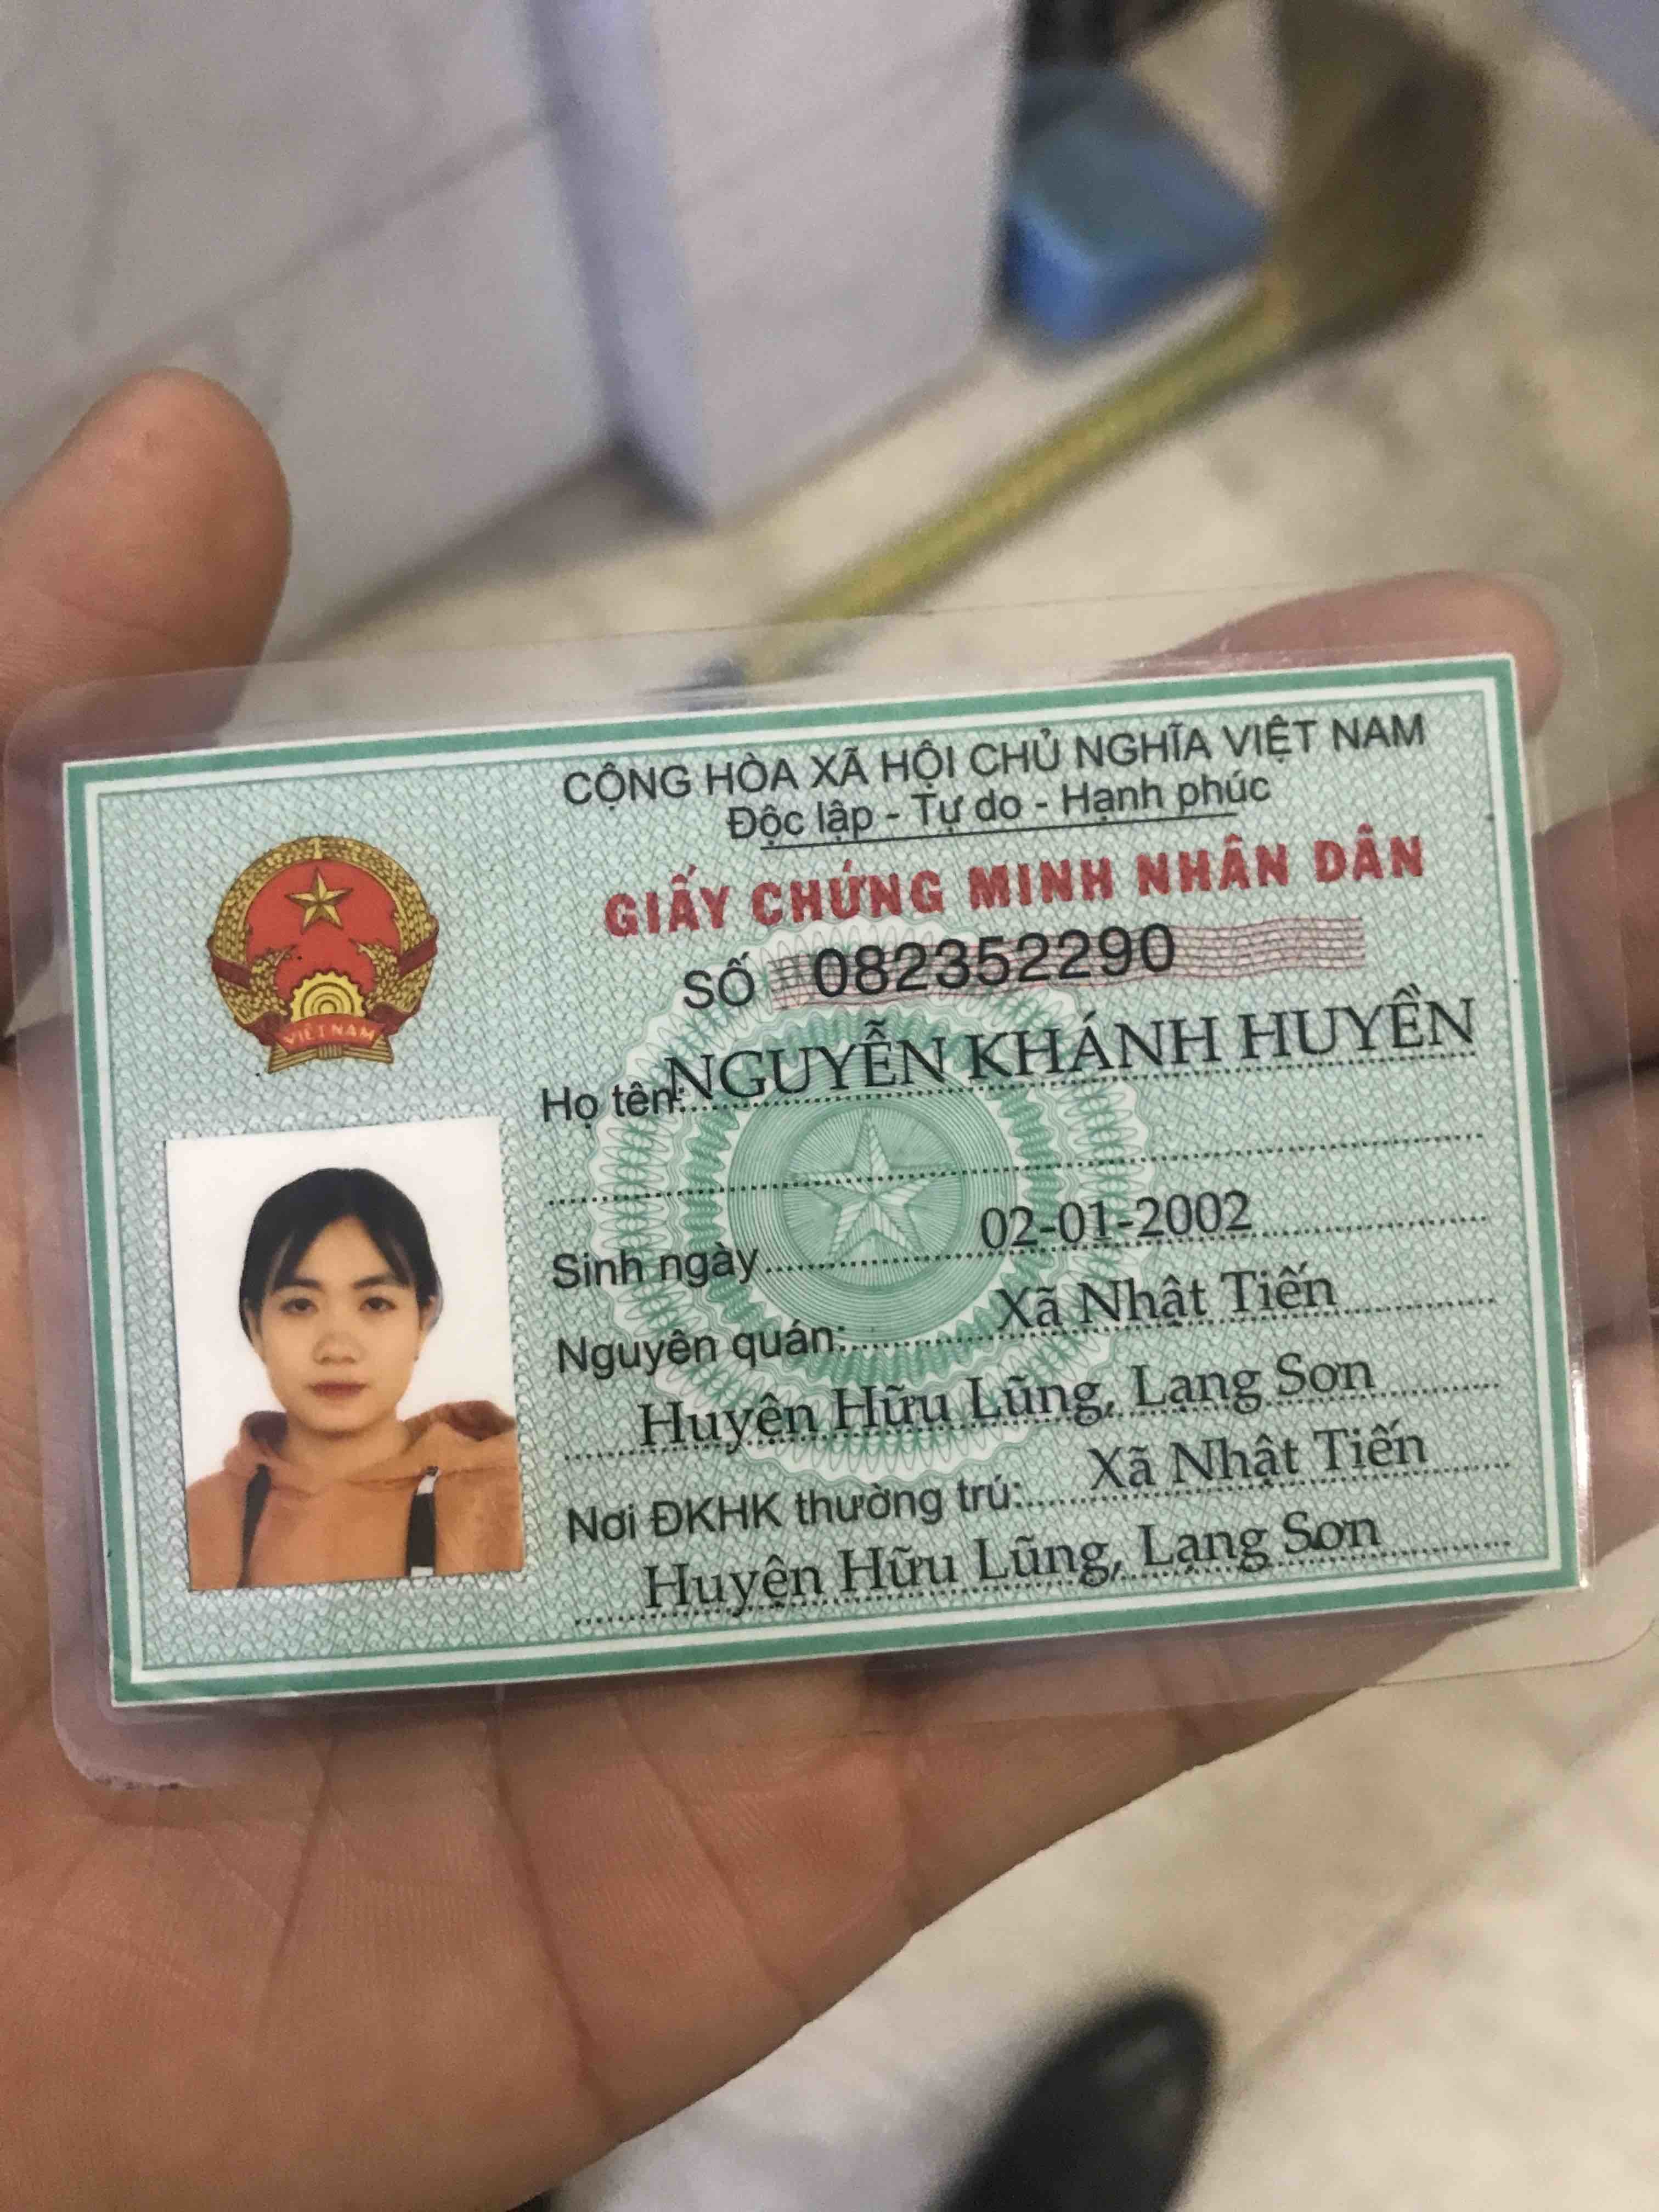 CỘNG HÒA XÃ HỘI CHỦ NGHĨA VIỆT NAM
Độc lập - Tự do - Hạnh phúc
GIẤY CHỨNG MINH NHÂN DÂN
SỐ 082352290
Họ tên: NGUYỄN KHÁNH HUYỀN
Sinh ngày 02-01-2002
Nguyên quán: Xã Nhật Tiến
Huyện Hữu Lũng, Lạng Sơn
Nơi ĐKHK thường trú: Xã Nhật Tiến
Huyện Hữu Lũng, Lạng Sơn
VIỆT NAM